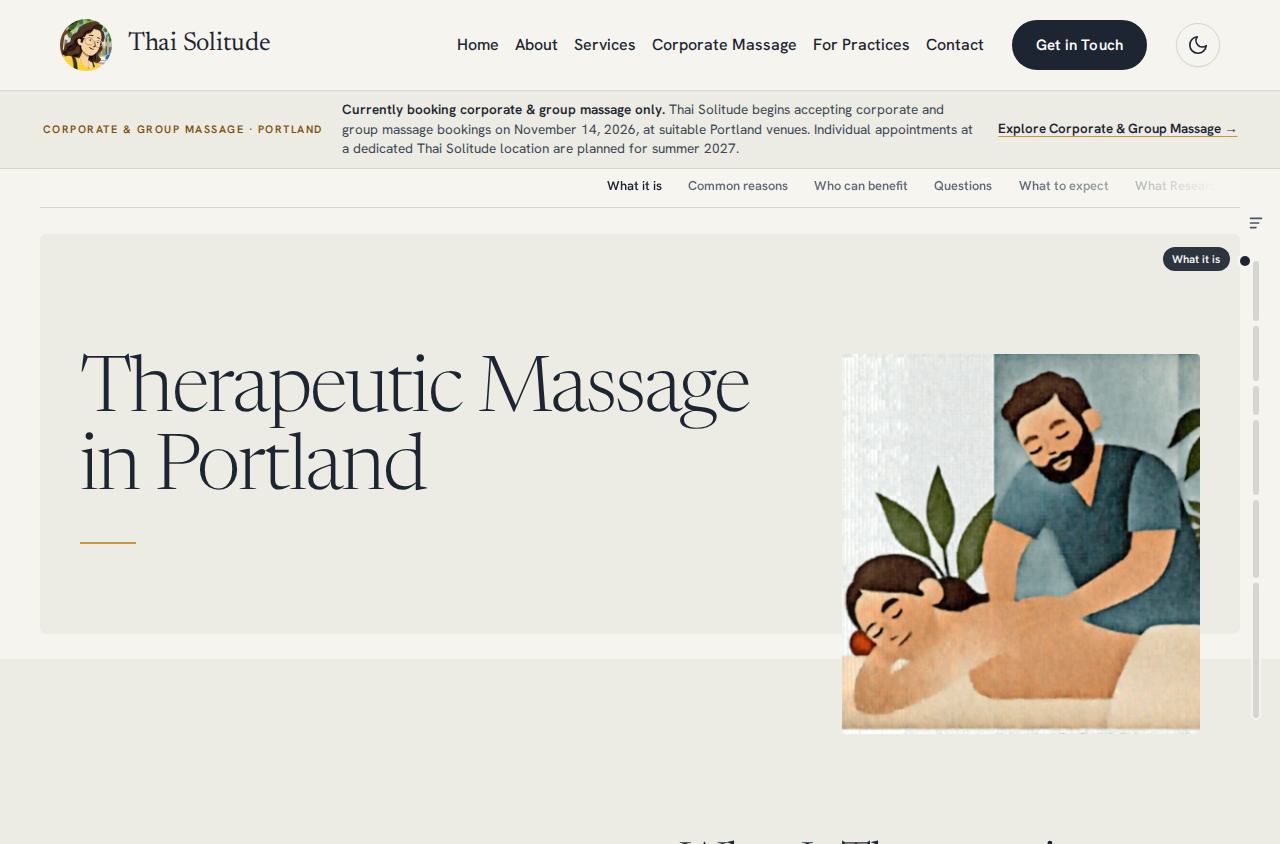 Thai Solitude
Home
About
Services
Corporate Massage
For Practices
Contact
Get in Touch
CORPORATE & GROUP MASSAGE · PORTLAND
Currently booking corporate & group massage only. Thai Solitude begins accepting corporate and
group massage bookings on November 14, 2026, at suitable Portland venues. Individual appointments at
a dedicated Thai Solitude location are planned for summer 2027.
Explore Corporate & Group Massage →
What it is
Common reasons
Who can benefit
Questions
What to expect
What Resear
What it is
Therapeutic Massage
in Portland